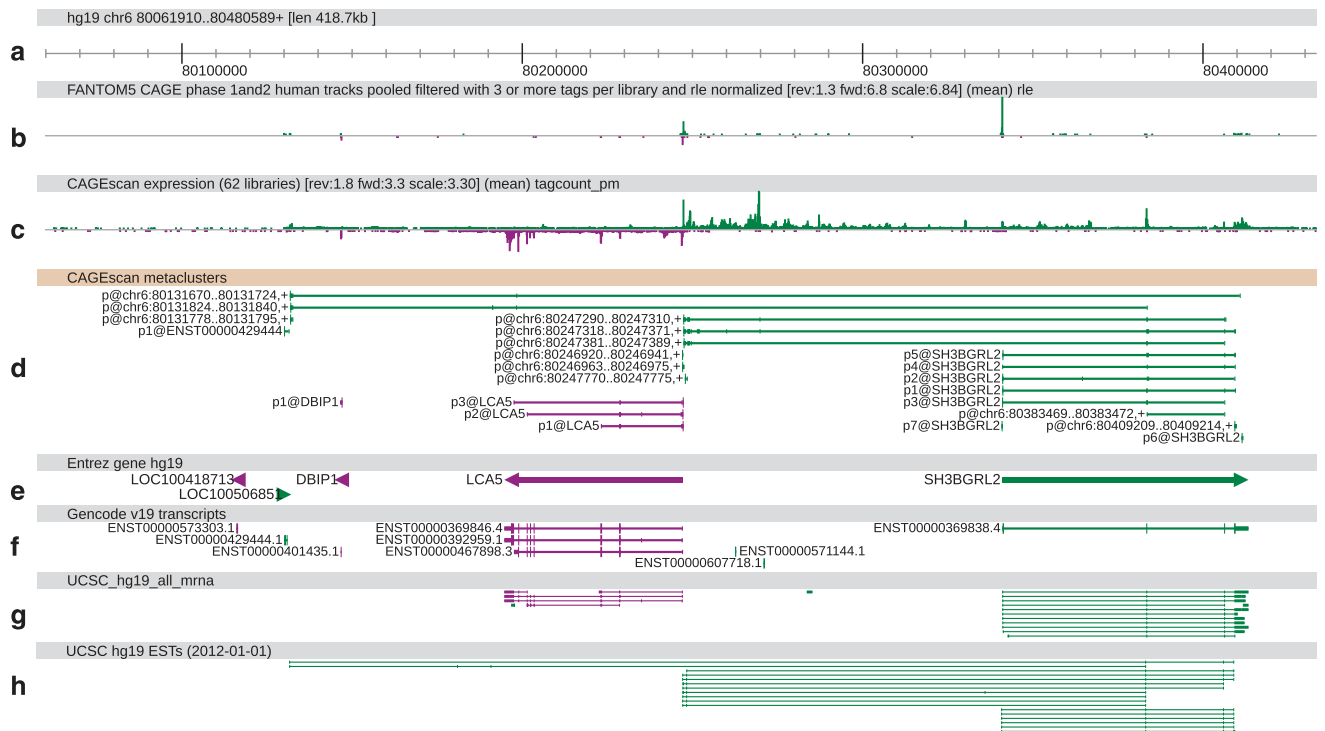 hg19 chr6 80061910..80480589+ [len 418.7kb ]
a
80100000 80200000 80300000 80400000
FANTOM5 CAGE phase 1and2 human tracks pooled filtered with 3 or more tags per library and rle normalized [rev:1.3 fwd:6.8 scale:6.84] (mean) rle
b
CAGEscan expression (62 libraries) [rev:1.8 fwd:3.3 scale:3.30] (mean) tagcount_pm
c
CAGEscan metaclusters
p@chr6:80131670..80131724,+
p@chr6:80131824..80131840,+
p@chr6:80131778..80131795,+ p@chr6:80247290..80247310,+
p1@ENST00000429444 p@chr6:80247318..80247371,+
p@chr6:80247381..80247389,+
p@chr6:80246920..80246941,+ p5@SH3BGRL2
d
p@chr6:80246963..80246975,+ p4@SH3BGRL2
p@chr6:80247770..80247775,+ p2@SH3BGRL2
p1@SH3BGRL2
p1@DBIP1 p3@LCA5 p3@SH3BGRL2
p2@LCA5 p@chr6:80383469..80383472,+
p1@LCA5 p7@SH3BGRL2 p@chr6:80409209..80409214,+
p6@SH3BGRL2
Entrez gene hg19
e
LOC100418713 DBIP1 LCA5 SH3BGRL2
LOC100506851
Gencode v19 transcripts
f
ENST00000573303.1 ENST00000369846.4 ENST00000369838.4
ENST00000429444.1 ENST00000392959.1
ENST00000401435.1 ENST00000467898.3 ENST00000571144.1
ENST00000607718.1
UCSC_hg19_all_mrna
g
UCSC hg19 ESTs (2012-01-01)
h